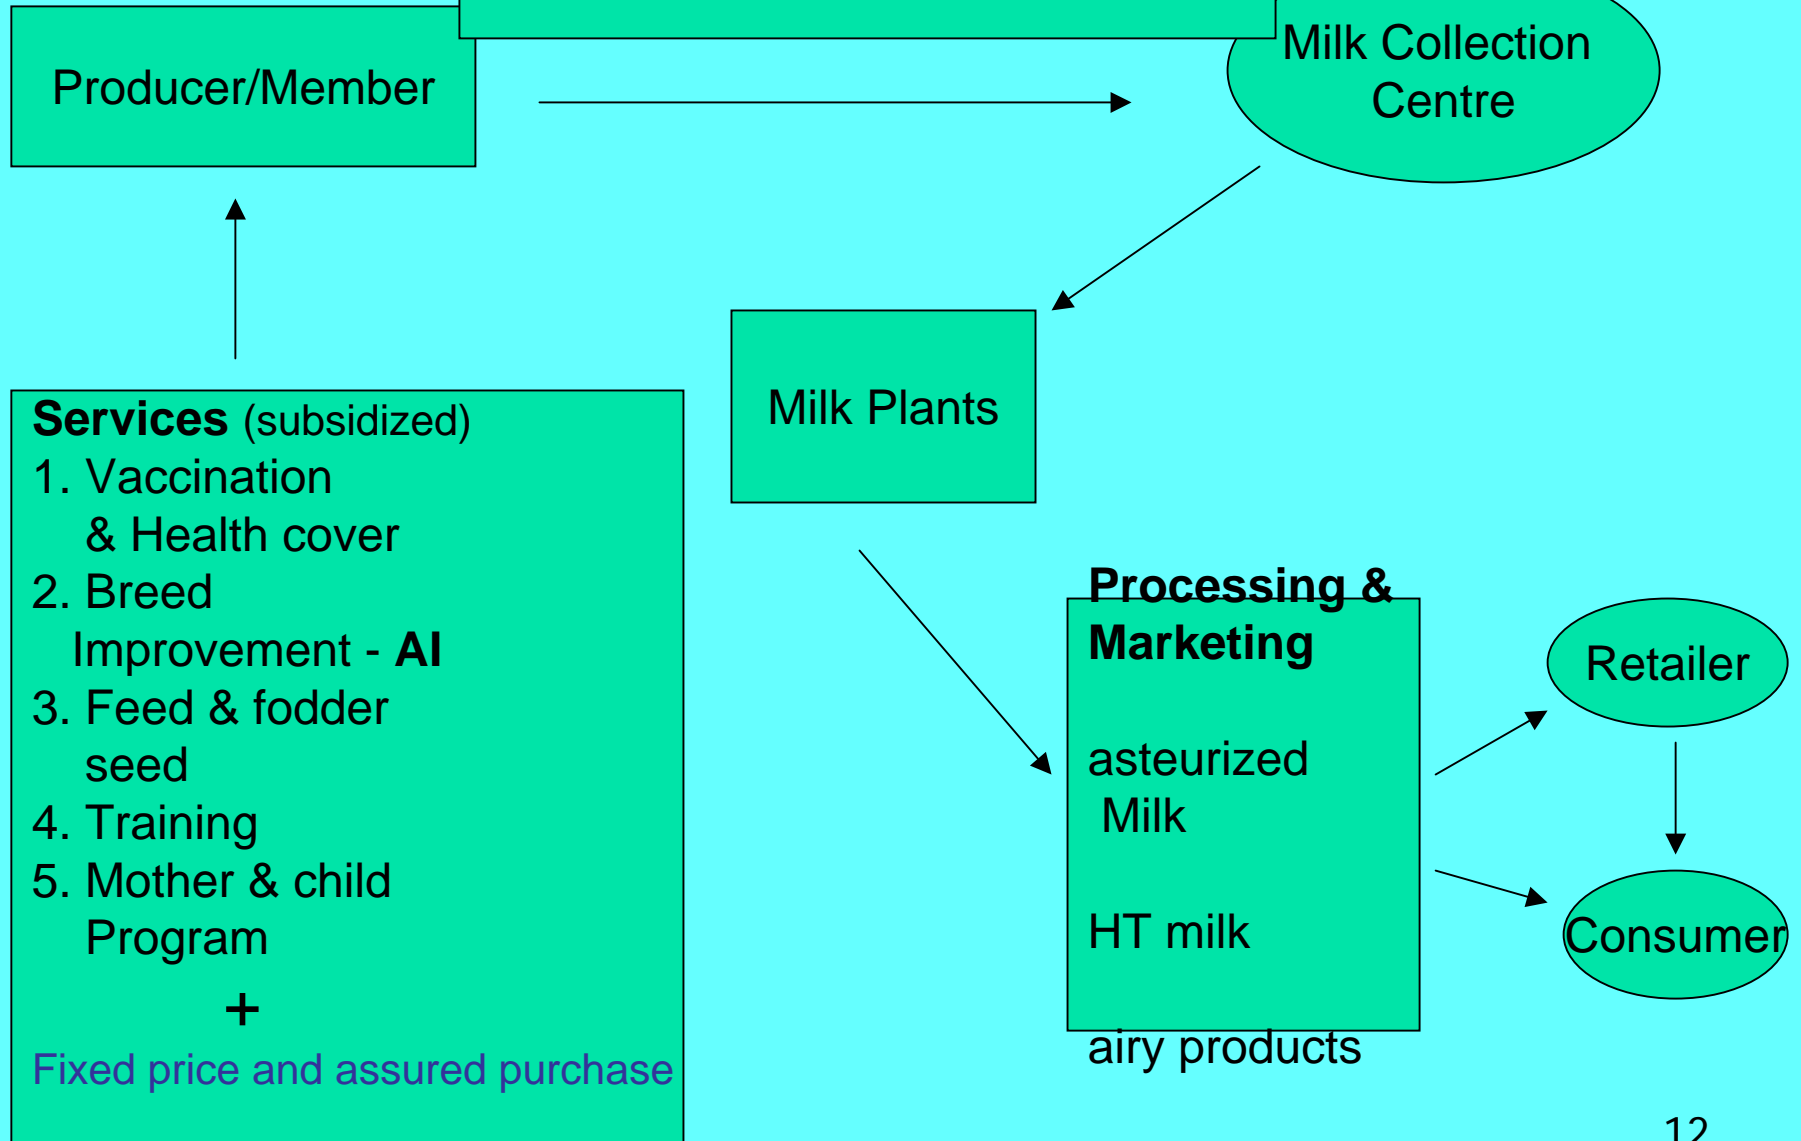 Producer/Member
Milk Collection
Centre
Milk Plants
Services (subsidized)
1. Vaccination
& Health cover
2. Breed
Improvement - AI
3. Feed & fodder
seed
4. Training
5. Mother & child
Program
+
Fixed price and assured purchase
Processing &
Marketing
asteurized
Milk
HT milk
airy products
Retailer
Consumer
12